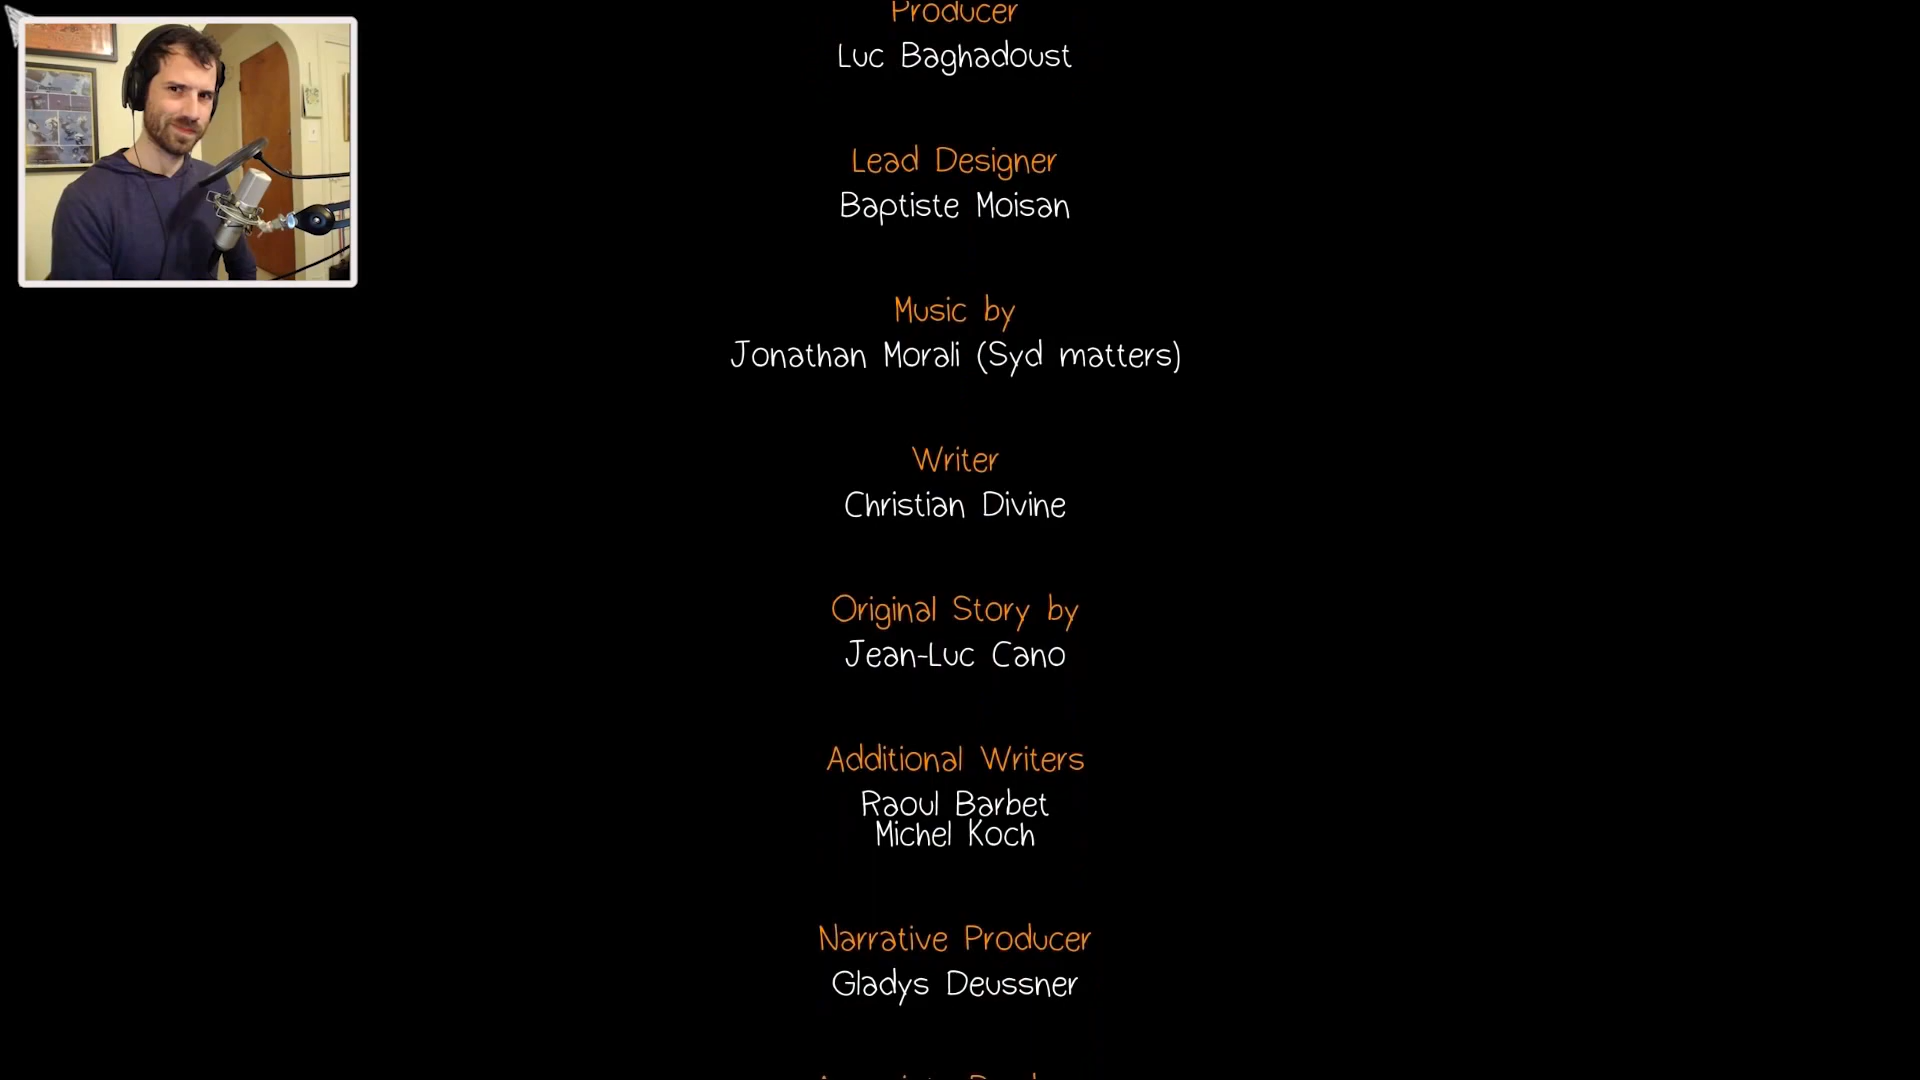 Producer
Luc Baghadoust
Lead Designer
Baptiste Moisan
Music by
Jonathan Morali (Syd matters)
Writer
Christian Divine
Original Story by
Jean-Luc Cano
Additional Writers
Raoul Barbet
Michel Koch
Narrative Producer
Gladys Deussner